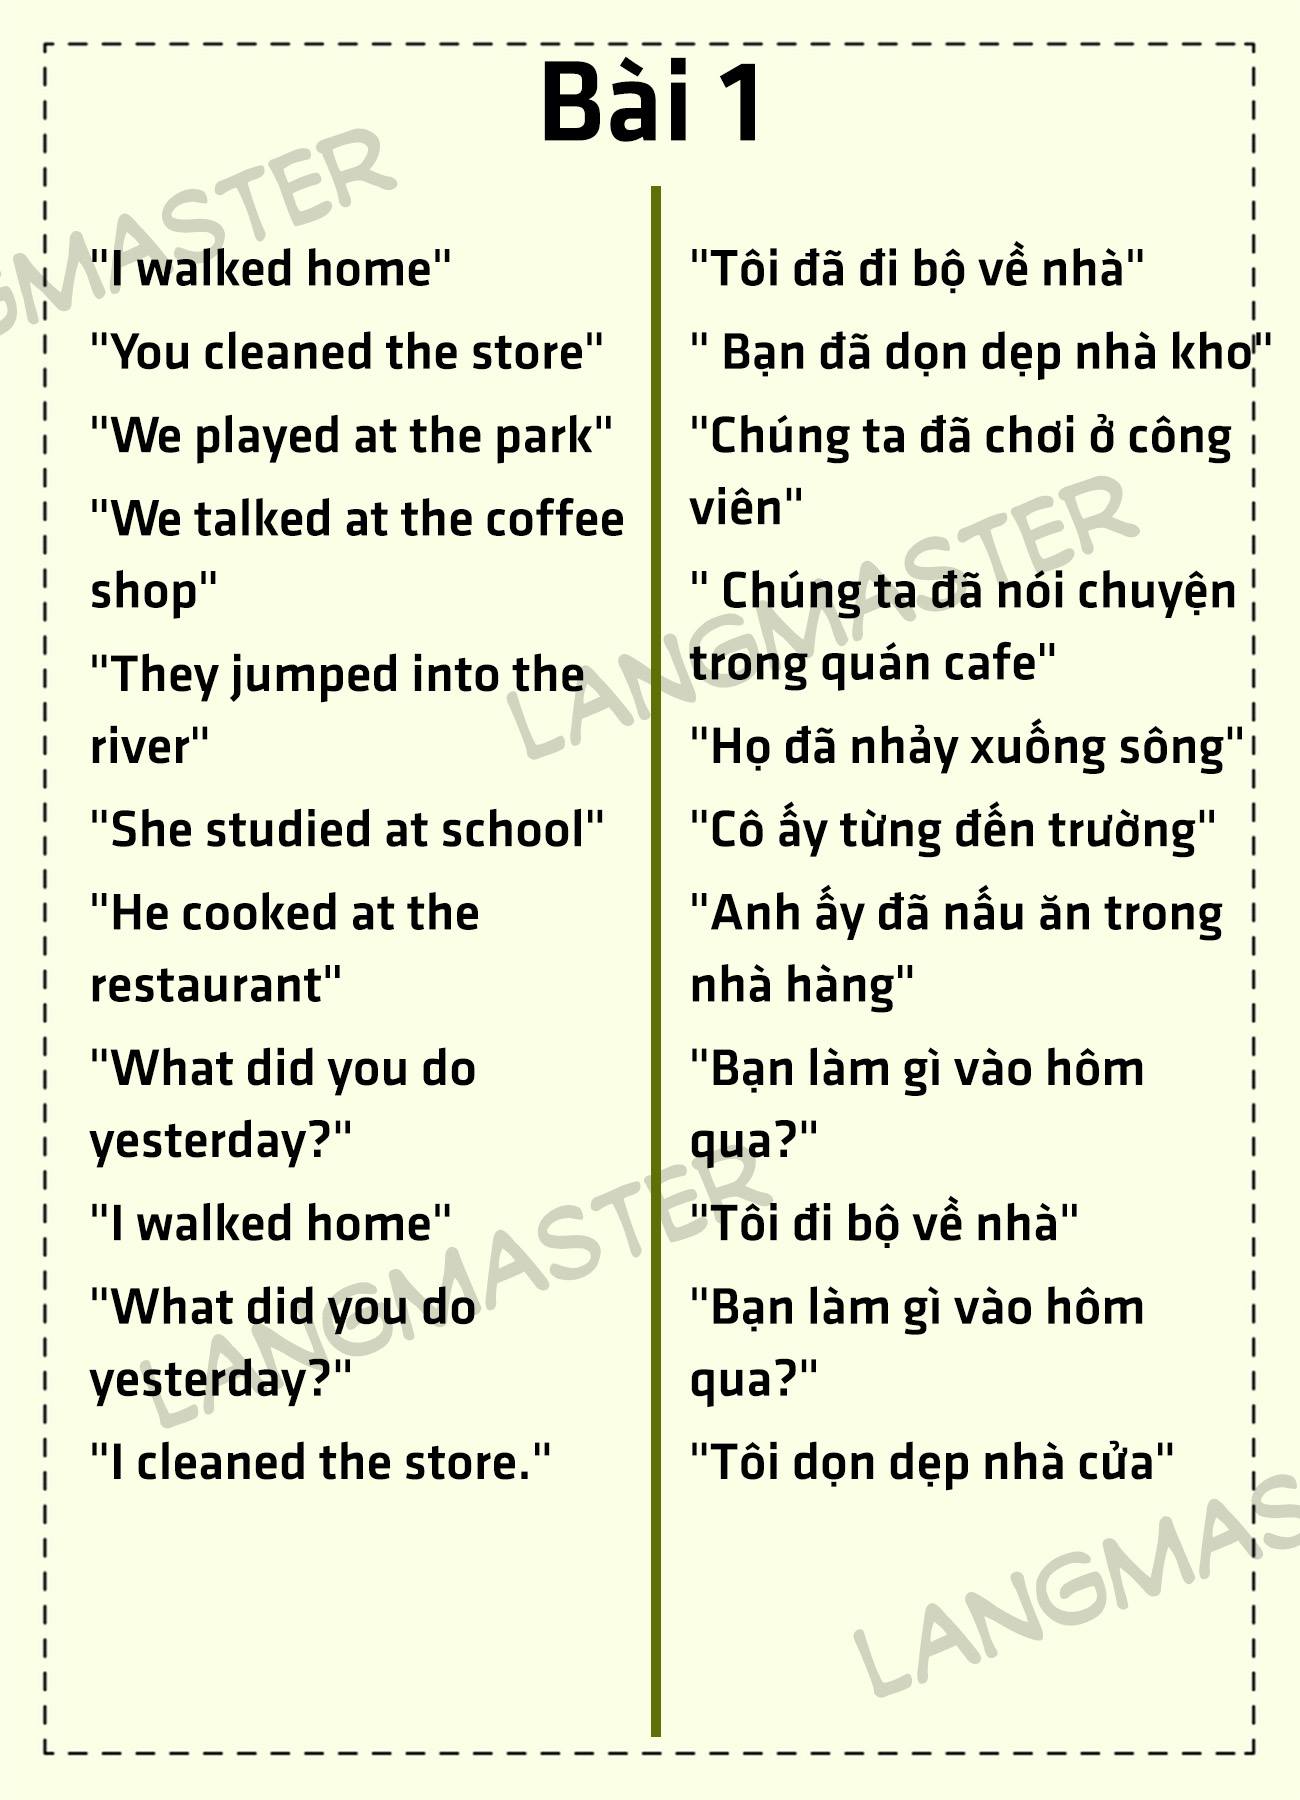 Bài 1
"I walked home"
"You cleaned the store"
"We played at the park"
"We talked at the coffee
shop"
"They jumped into the
river"
"She studied at school"
"He cooked at the
restaurant"
"What did you do
yesterday?"
"I walked home"
"What did you do
yesterday?"
"I cleaned the store."
"Tôi đã đi bộ về nhà"
" Bạn đã dọn dẹp nhà kho"
"Chúng ta đã chơi ở công
viên"
" Chúng ta đã nói chuyện
trong quán cafe"
"Họ đã nhảy xuống sông"
"Cô ấy từng đến trường"
"Anh ấy đã nấu ăn trong
nhà hàng"
"Bạn làm gì vào hôm
qua?"
"Tôi đi bộ về nhà"
"Bạn làm gì vào hôm
qua?"
"Tôi dọn dẹp nhà cửa"
GMASTER
LANGMASTER
LANGMASTER
LANGMAS